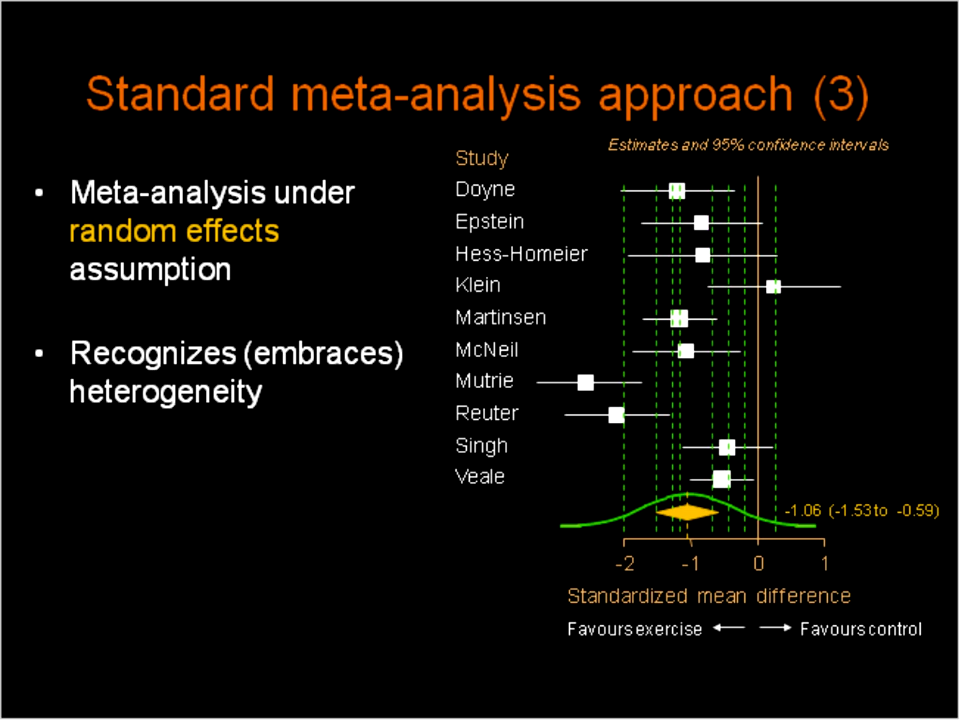 Standard meta-analysis approach (3)
• Meta-analysis under
random effects
assumption
• Recognizes (embraces)
heterogeneity
Estimates and 95% confidence intervals
Study
Doyne
Epstein
Hess-Homeier
Klein
Martinsen
McNeil
Mutrie
Reuter
Singh
Veale
-1.06 (-1.53 to -0.59)
-2 -1 0 1
Standardized mean difference
Favours exercise ← → Favours control